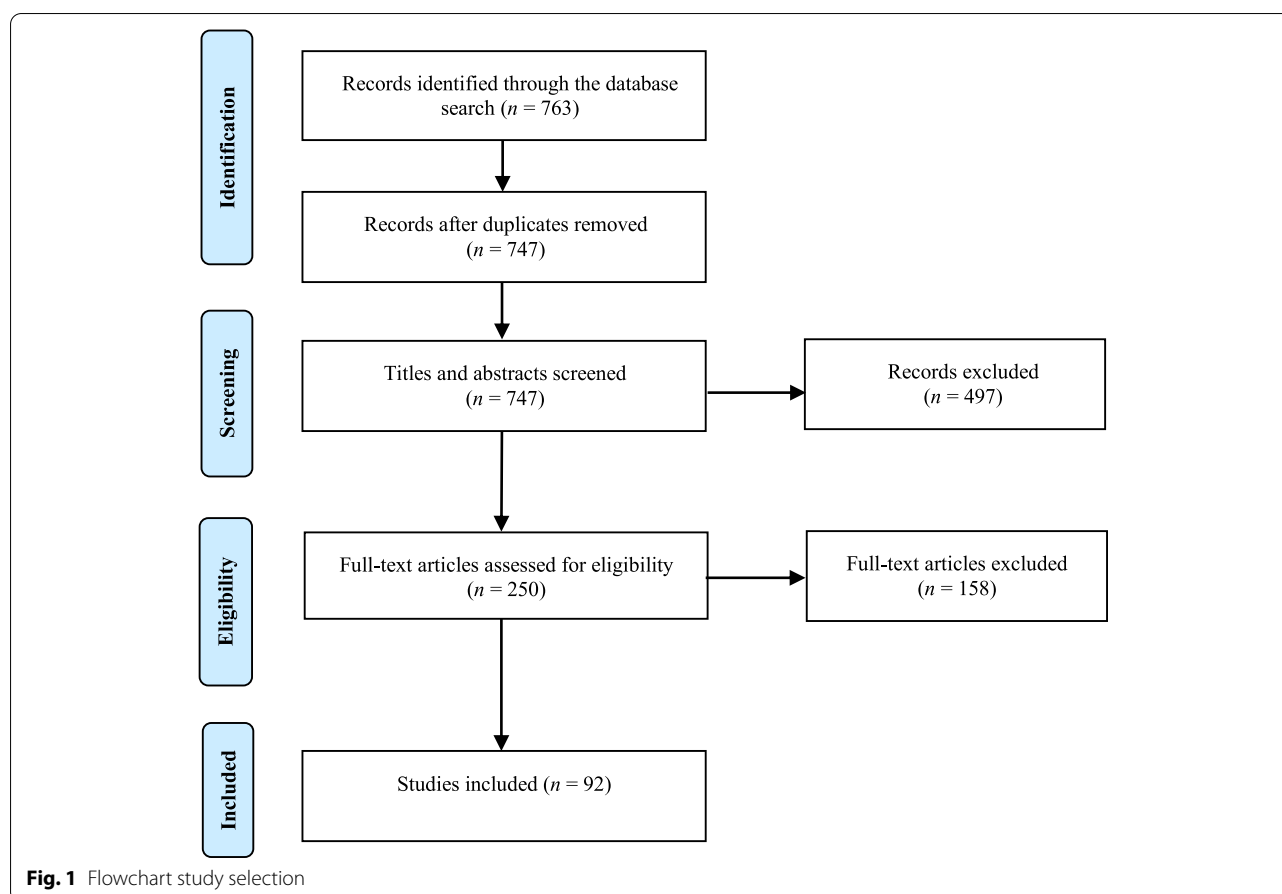 Identification
Records identified through the database
search (n = 763)
Records after duplicates removed
(n = 747)
Screening
Titles and abstracts screened
(n = 747)
Records excluded
(n = 497)
Eligibility
Full-text articles assessed for eligibility
(n = 250)
Full-text articles excluded
(n = 158)
Included
Studies included (n = 92)
Fig. 1 Flowchart study selection